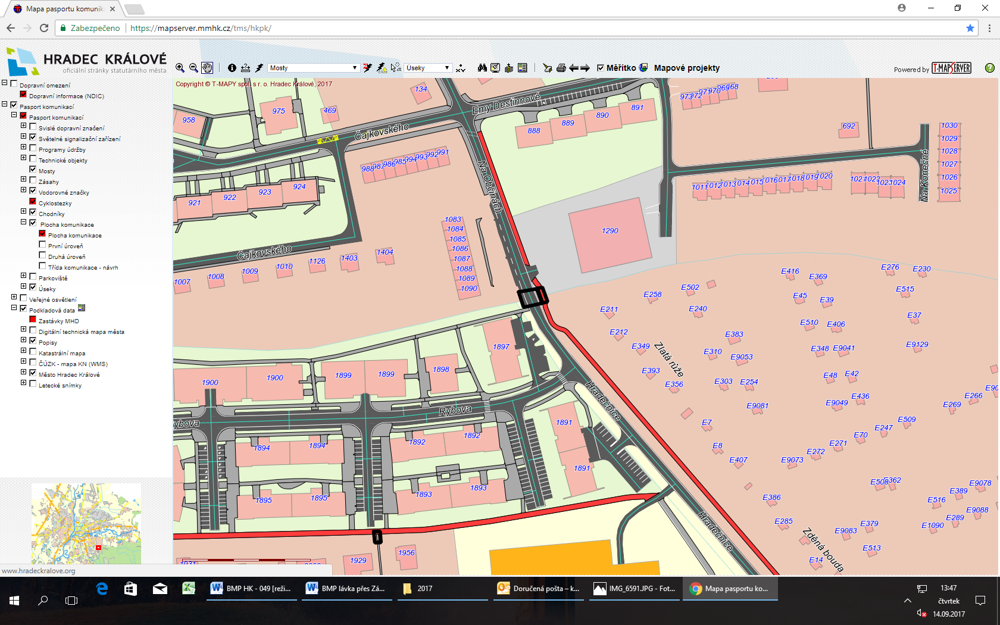 Mapa pasportu komunik
Zabezpečeno
https://mapserver.mmhk.cz/tms/hkpk/
HRADEC KRÁLOVÉ
oficiální stránky statutárního města
Mosty
Úseky
Měřítko
Mapové projekty
Powered by T-MAPSERVER
Copyright © T-MAPY spol. s r. o. Hradec Králové, 2017
Dopravní omezení
Dopravní informace (NDIC)
Pasport komunikací
Pasport komunikací
Svislé dopravní značení
Světelné signalizační zařízení
Programy údržby
Technické objekty
Mosty
Zásahy
Vodorovné značky
Cyklostezky
Chodníky
Plocha komunikace
Plocha komunikace
První úroveň
Druhá úroveň
Třída komunikace - návrh
Parkoviště
Úseky
Veřejné osvětlení
Podkladová data
Zastávky MHD
Digitální technická mapa města
Popisy
Katastrální mapa
ČÚZK - mapa KN (WMS)
Město Hradec Králové
Letecké snímky
134
975
469
958
Emy Destinnové
Čajkovského
888
889
890
891
973
972
971
970
969
968
692
1030
1029
1028
1027
1026
1025
Na Konečné
988
987
986
985
994
993
992
991
Na Občinách
921
922
923
924
1011
1012
1013
1014
1015
1016
1017
1018
1019
1020
1021
1022
1023
1024
1290
1083
1084
1085
1086
1087
1088
1089
1090
Čajkovského
1007
1008
1009
1010
1126
1403
1404
E416
E369
E276
E230
E258
E502
E45
E39
E515
E211
E240
E37
E212
E510
E406
E383
E349
E310
E9053
E348
E9041
E9129
Zlatá růže
E393
E356
E303
E254
E48
E42
E9081
E9049
E436
E266
E269
E7
E509
E247
E70
E8
E271
E272
E407
E9073
E508
E362
E9078
E389
E386
E516
E9088
E289
E285
E379
E1090
E9083
E513
E14
Zděná bouda
1897
1900
1900
1899
1899
1898
Rybova
Rybova
Hradečnice
Hradečnice
1894
1894
1892
1892
1891
1891
1895
1895
1893
1893
1931
1929
1956
www.hradeckralove.org
BMP HK - 049 [reži...
BMP lávka přes Zá...
2017
Doručená pošta – k...
IMG_6591.JPG - Fot...
Mapa pasportu ko...
13:47
čtvrtek
14.09.2017